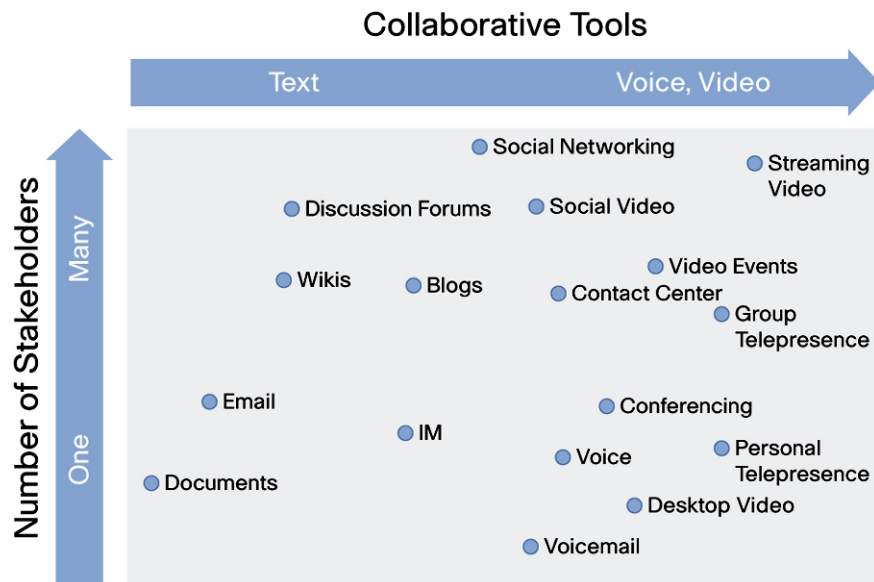 Collaborative Tools
Text
Voice, Video
Number of Stakeholders
Many
One
Social Networking
Streaming
Video
Discussion Forums
Social Video
Video Events
Wikis
Blogs
Contact Center
Group
Telepresence
Email
Conferencing
IM
Voice
Personal
Telepresence
Documents
Desktop Video
Voicemail